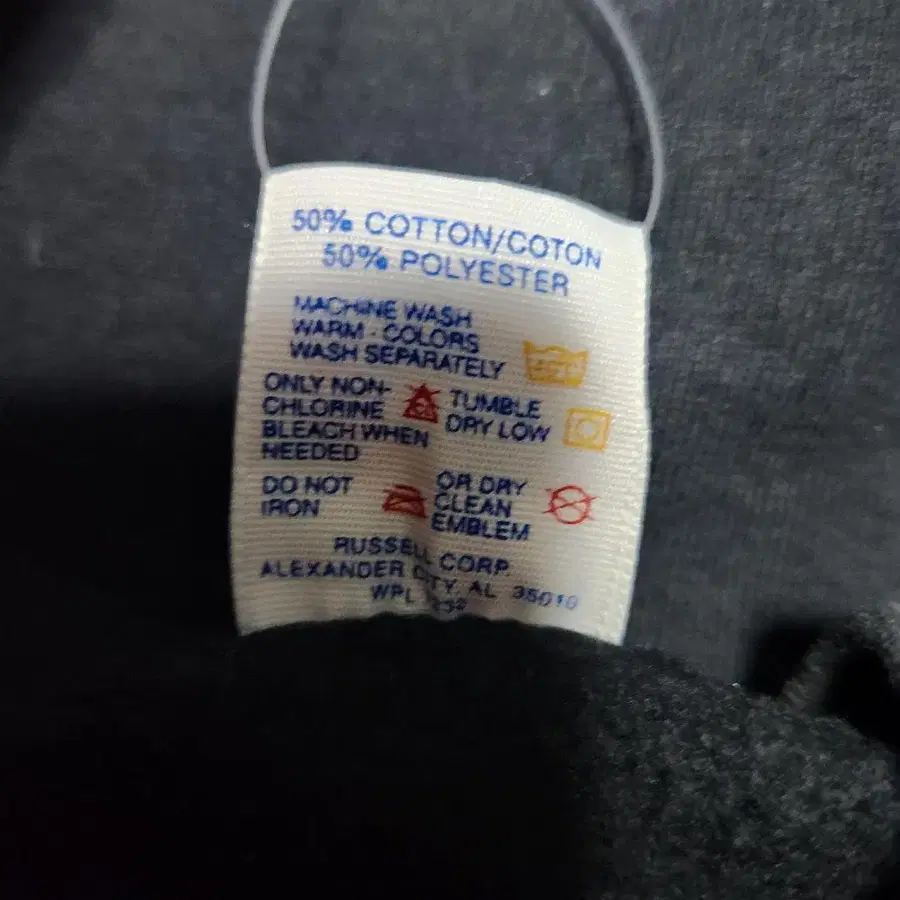 50% COTTON/COTON
50% POLYESTER
MACHINE WASH
WARM - COLORS
WASH SEPARATELY
ONLY NON-
CHLORINE
BLEACH WHEN
NEEDED
TUMBLE
DRY LOW
DO NOT
IRON
OR DRY
CLEAN
EMBLEM
RUSSELL CORP.
ALEXANDER CITY, AL 35010
WPL